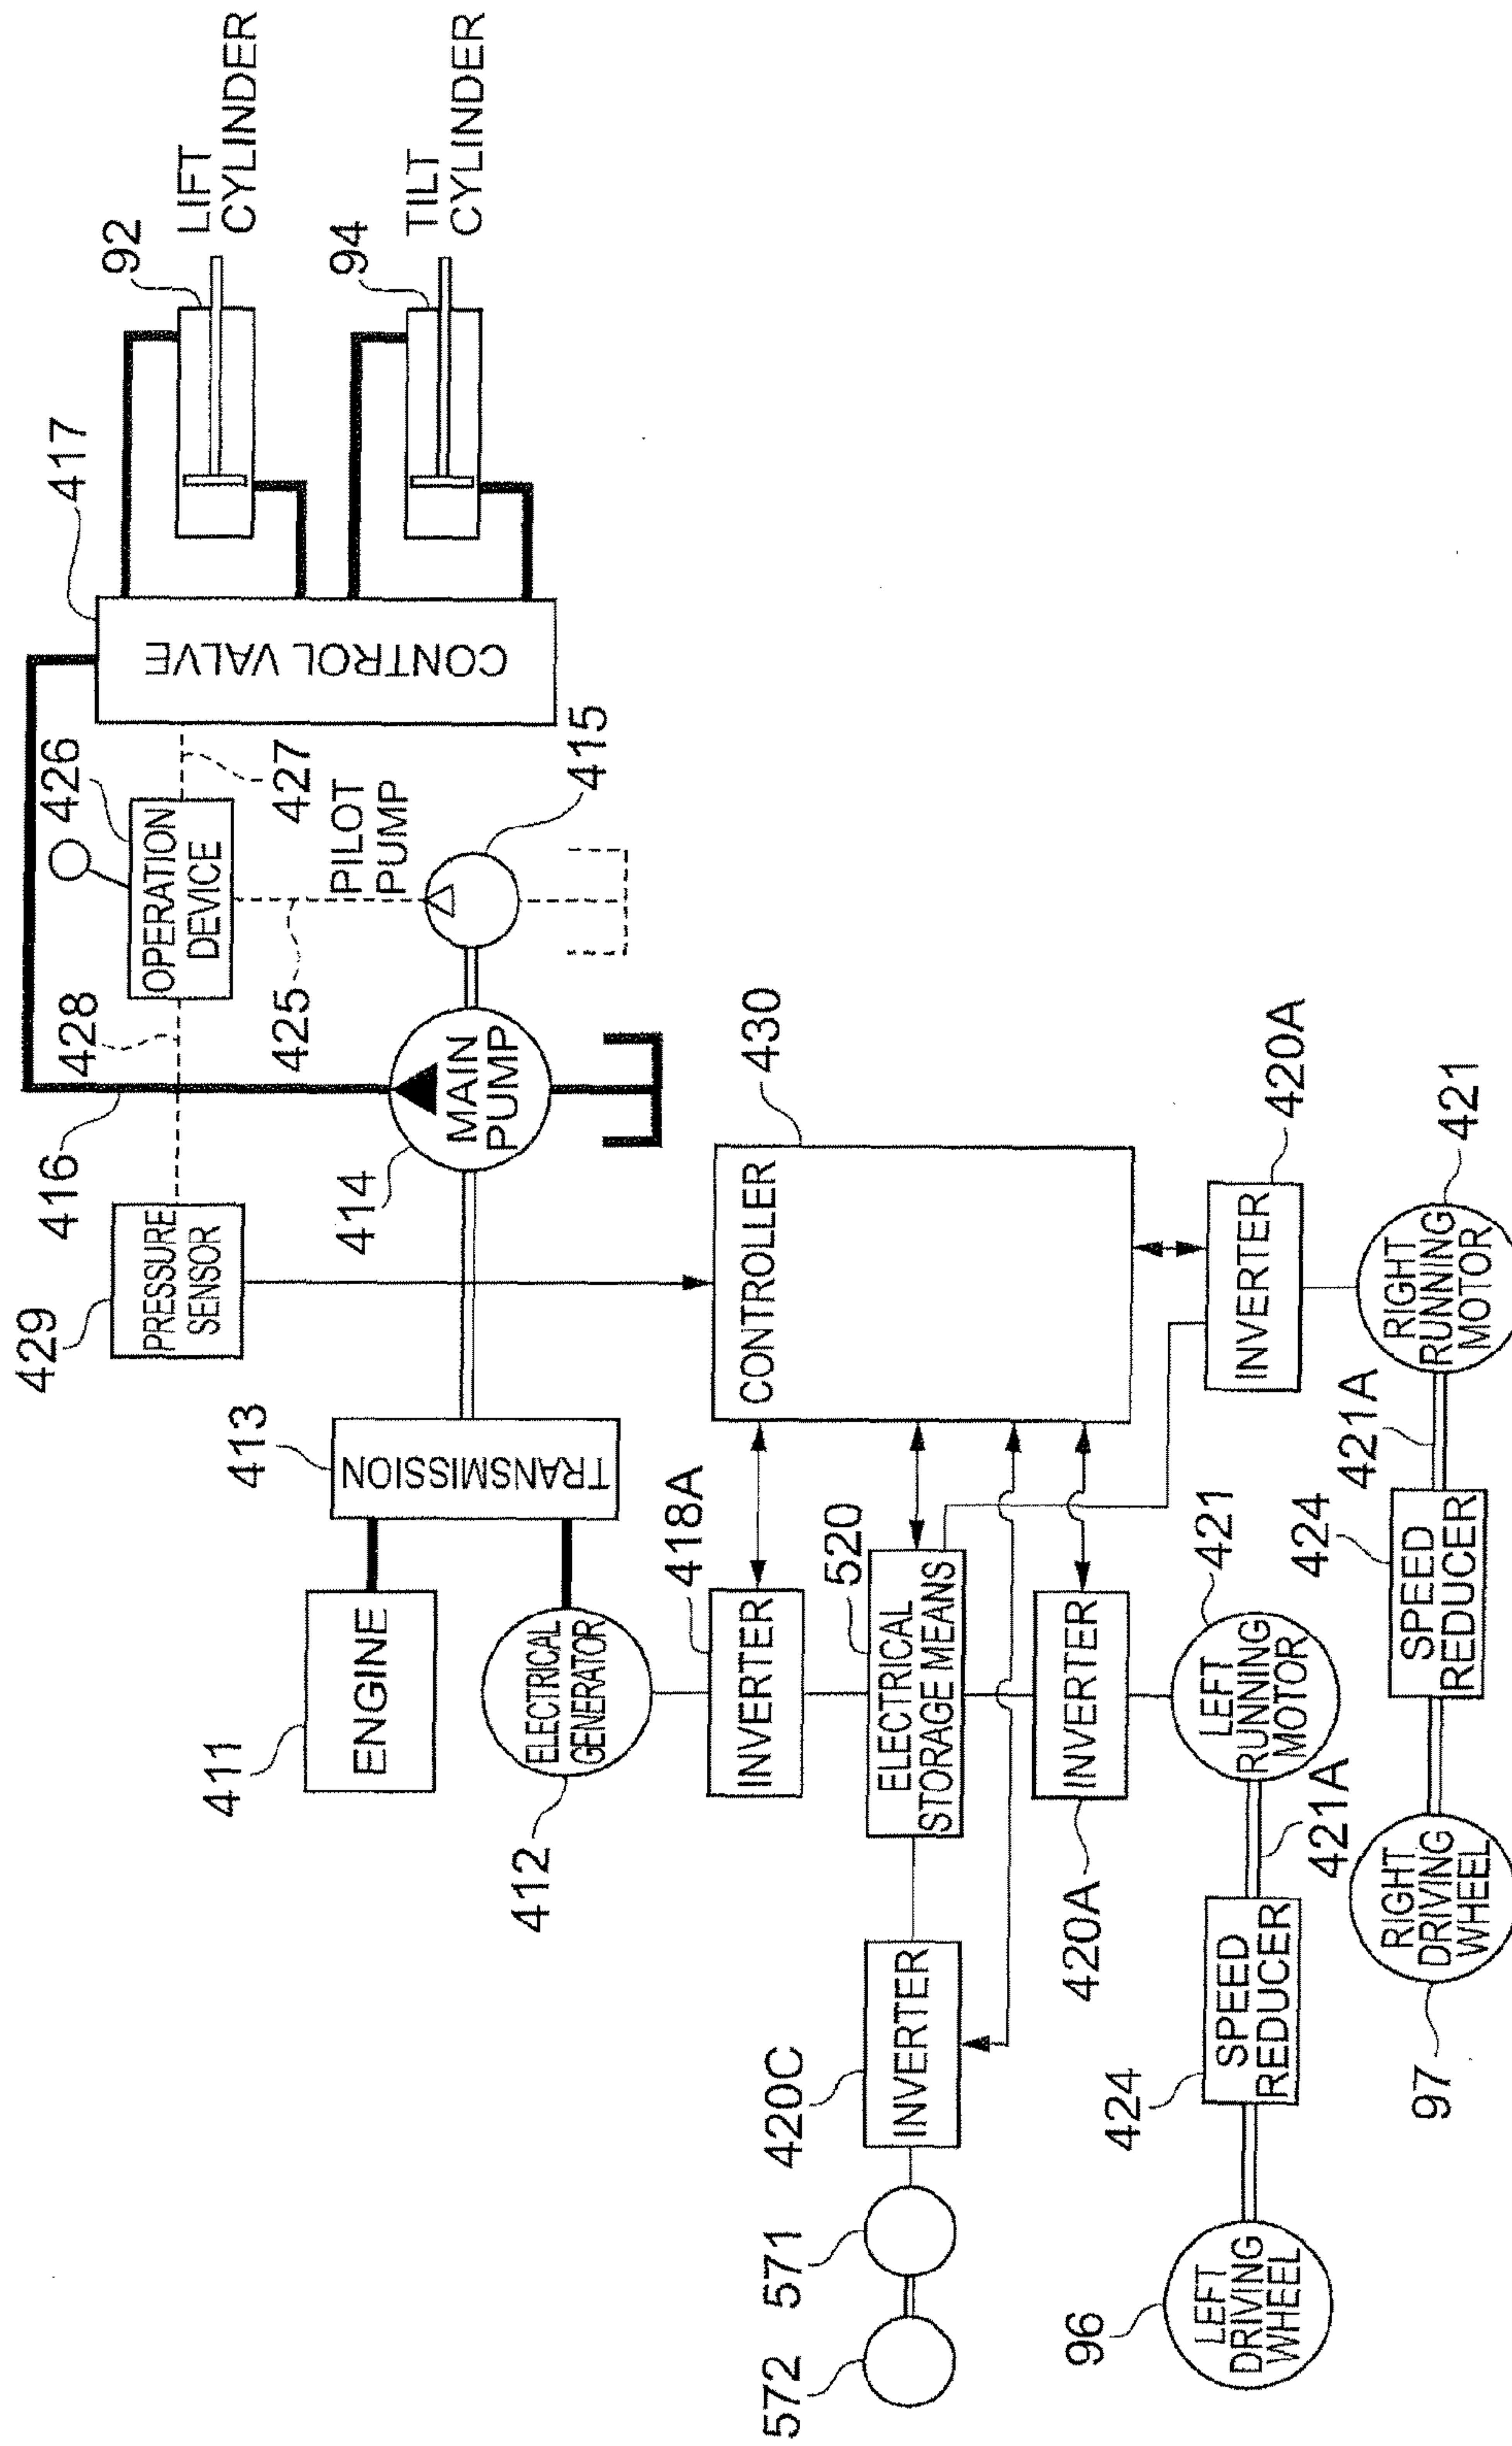 92
LIFT
CYLINDER
94
TILT
CYLINDER
417
CONTROL VALVE
426
OPERATION
DEVICE
427
428
425
PILOT
PUMP
415
416
MAIN
PUMP
414
429
PRESSURE
SENSOR
413
TRANSMISSION
411
ENGINE
412
ELECTRICAL
GENERATOR
430
CONTROLLER
418A
INVERTER
520
ELECTRICAL
STORAGE MEANS
420C
INVERTER
571
572
420A
INVERTER
421
LEFT
RUNNING
MOTOR
421A
424
SPEED
REDUCER
96
LEFT
DRIVING
WHEEL
420A
INVERTER
421
RIGHT
RUNNING
MOTOR
421A
424
SPEED
REDUCER
97
RIGHT
DRIVING
WHEEL